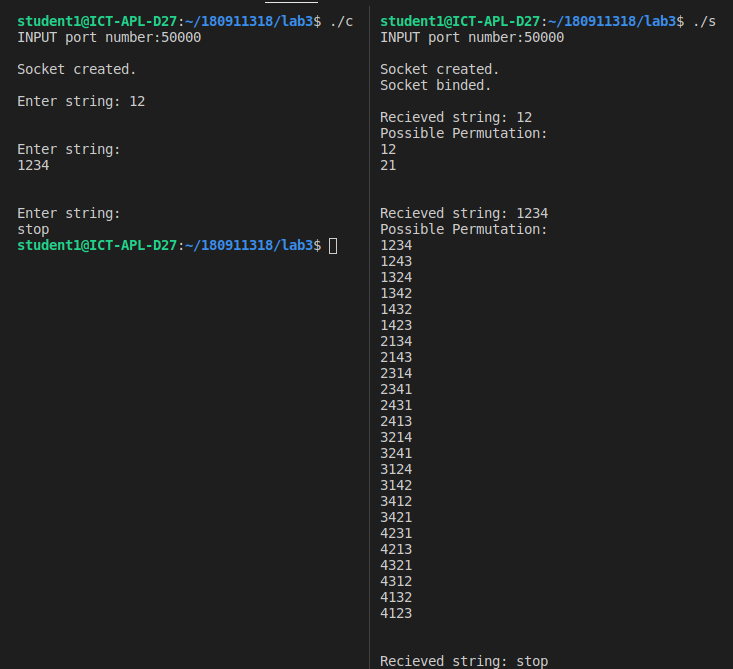 student1@ICT-APL-D27:~/180911318/lab3$ ./c
INPUT port number:50000
Socket created.
Enter string: 12
Enter string:
1234
Enter string:
stop
student1@ICT-APL-D27:~/180911318/lab3$
student1@ICT-APL-D27:~/180911318/lab3$ ./s
INPUT port number:50000
Socket created.
Socket binded.
Recieved string: 12
Possible Permutation:
12
21
Recieved string: 1234
Possible Permutation:
1234
1243
1324
1342
1432
1423
2134
2143
2314
2341
2431
2413
3214
3241
3124
3142
3412
3421
4231
4213
4321
4312
4132
4123
Recieved string: stop